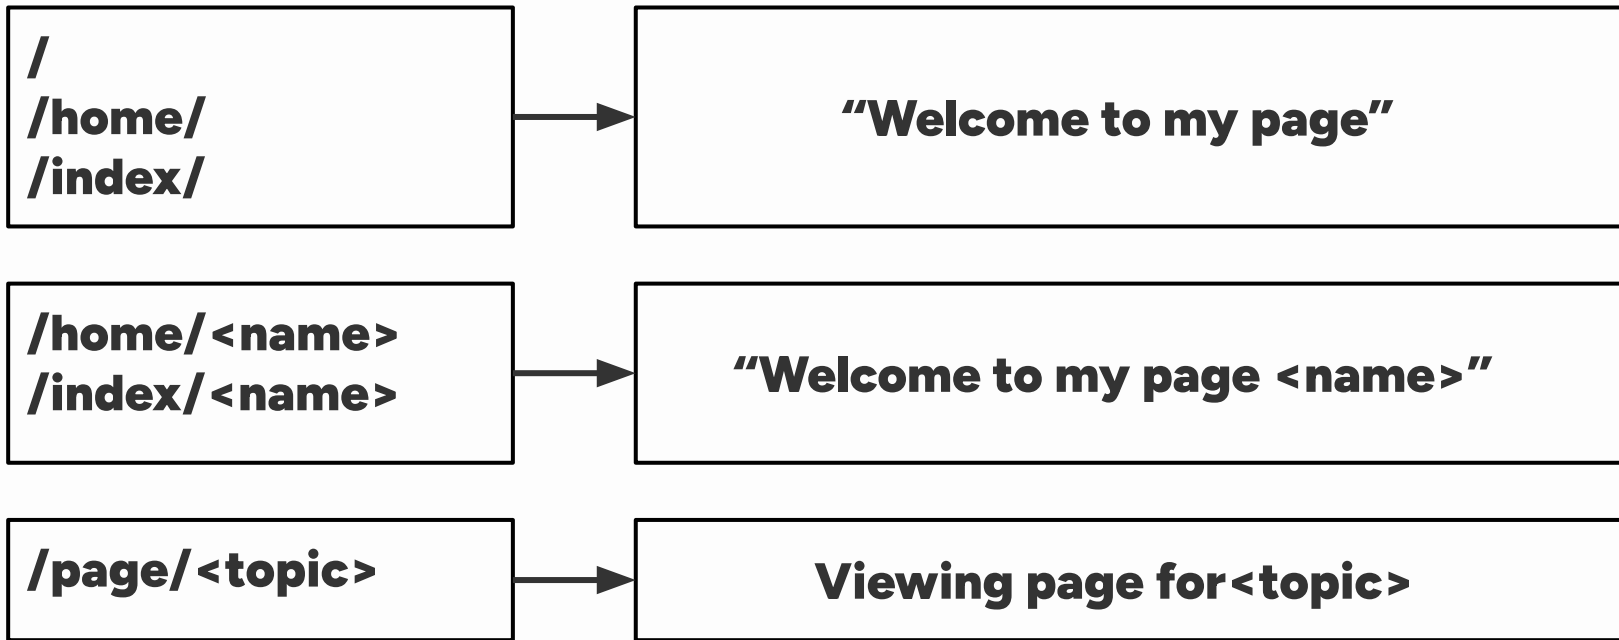 /
/home/
/index/
“Welcome to my page”
/home/<name>
/index/<name>
“Welcome to my page <name>”
/page/<topic>
Viewing page for<topic>